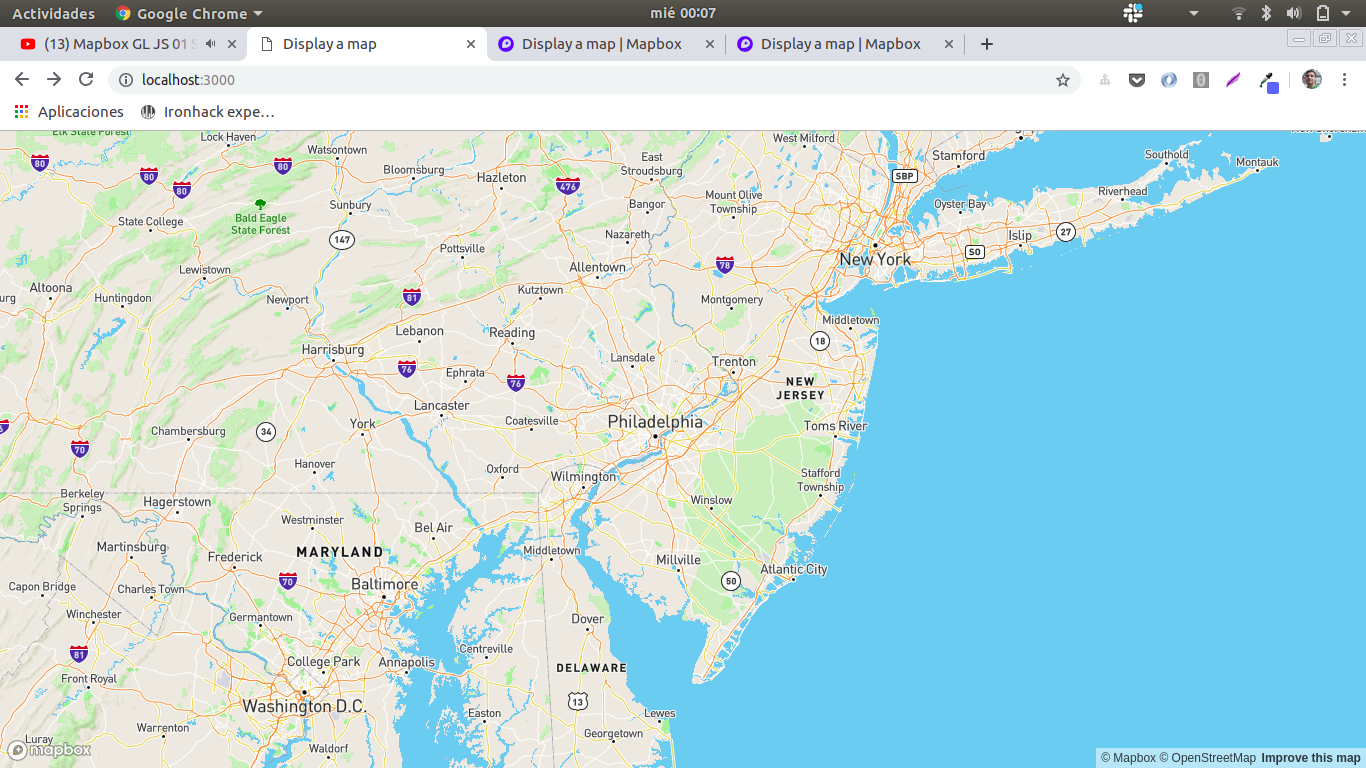 Actividades Google Chrome mié 00:07
(13) Mapbox GL JS 01 Display a map Display a map | Mapbox Display a map | Mapbox
localhost:3000
Aplicaciones Ironhack expe…
Elk State Forest Lock Haven West Milford
Watsontown Stamford Southold
80 80 80 Bloomsburg East Stroudsburg SBP Montauk
80 Hazleton 476 Riverhead
Sunbury Bangor Mount Olive Township Oyster Bay
State College Bald Eagle State Forest
147 Nazareth Islip 27
Pottsville 50
Lewistown Allentown 78 New York
Altoona
Huntingdon Newport 81 Kutztown Montgomery
Middletown
Lebanon Reading 18
Harrisburg Lansdale Trenton
76 Ephrata 76 NEW JERSEY
Lancaster
York Coatesville Philadelphia Toms River
Chambersburg 34
70 Hanover Oxford Wilmington Stafford Township
Berkeley Springs Hagerstown Winslow
Westminster Bel Air
Martinsburg Frederick MARYLAND Middletown
Millville Atlantic City
Capon Bridge Charles Town 70 Baltimore 50
Winchester Germantown Dover
81 College Park Annapolis Centreville
Front Royal DELAWARE
Washington D.C. 13
Warrenton Easton Lewes
Luray Waldorf Georgetown
mapbox © Mapbox © OpenStreetMap Improve this map